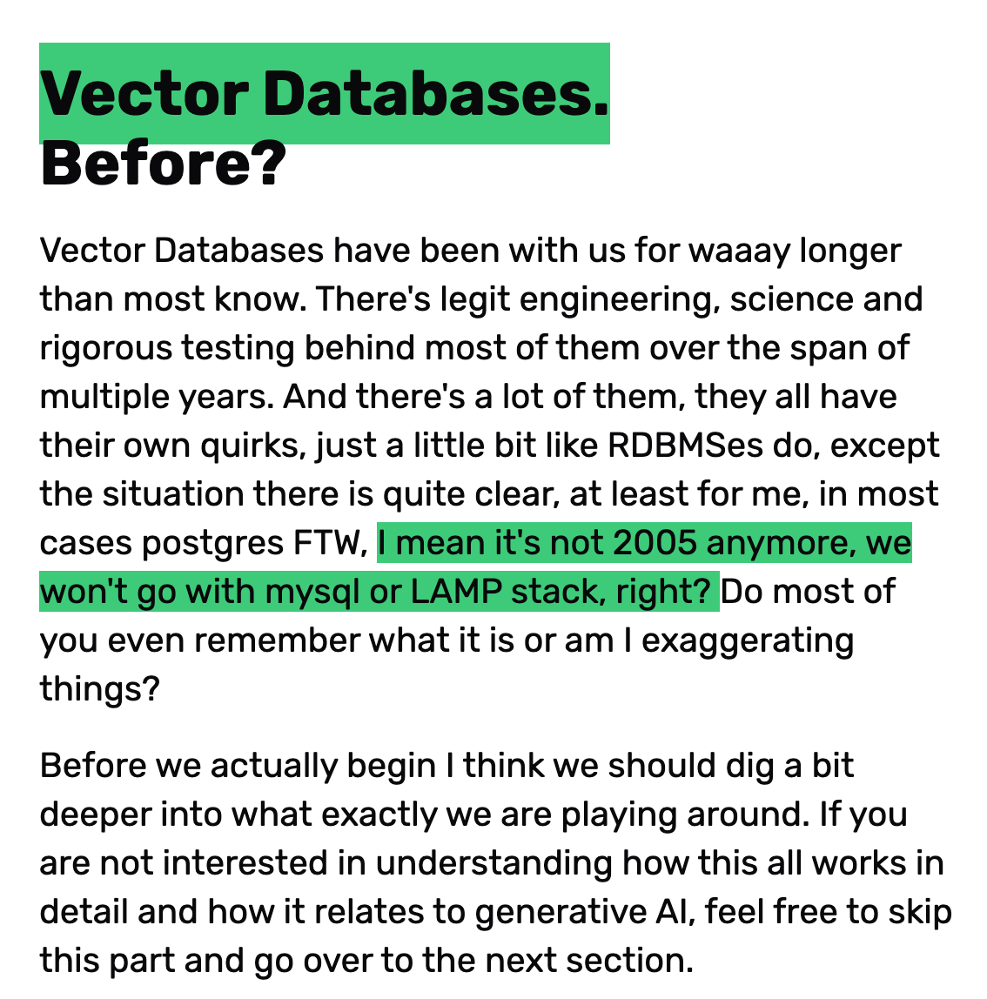 Vector Databases.
Before?
Vector Databases have been with us for waaay longer
than most know. There's legit engineering, science and
rigorous testing behind most of them over the span of
multiple years. And there's a lot of them, they all have
their own quirks, just a little bit like RDBMSes do, except
the situation there is quite clear, at least for me, in most
cases postgres FTW, I mean it's not 2005 anymore, we
won't go with mysql or LAMP stack, right? Do most of
you even remember what it is or am I exaggerating
things?
Before we actually begin I think we should dig a bit
deeper into what exactly we are playing around. If you
are not interested in understanding how this all works in
detail and how it relates to generative AI, feel free to skip
this part and go over to the next section.